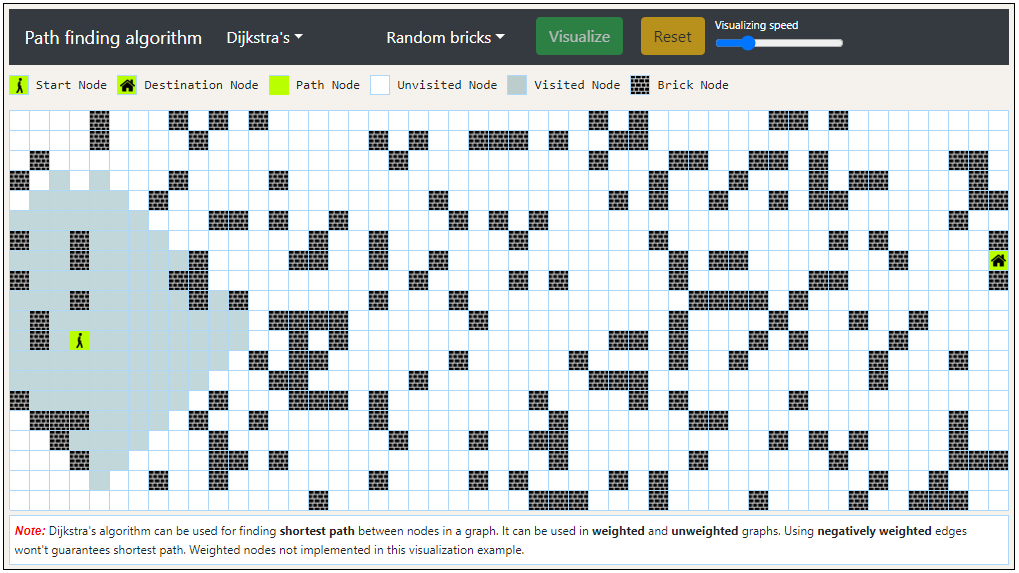 Path finding algorithm Dijkstra's Random bricks Visualize Reset Visualizing speed
Start Node Destination Node Path Node Unvisited Node Visited Node Brick Node
Note: Dijkstra's algorithm can be used for finding shortest path between nodes in a graph. It can be used in weighted and unweighted graphs. Using negatively weighted edges
wont't guarantees shortest path. Weighted nodes not implemented in this visualization example.